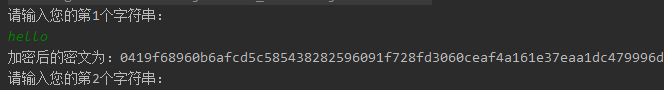 请输入您的第1个字符串:
hello
加密后的密文为:0419f68960b6afcd5c585438282596091f728fd3060ceaf4a161e37eaa1dc479996d
请输入您的第2个字符串: